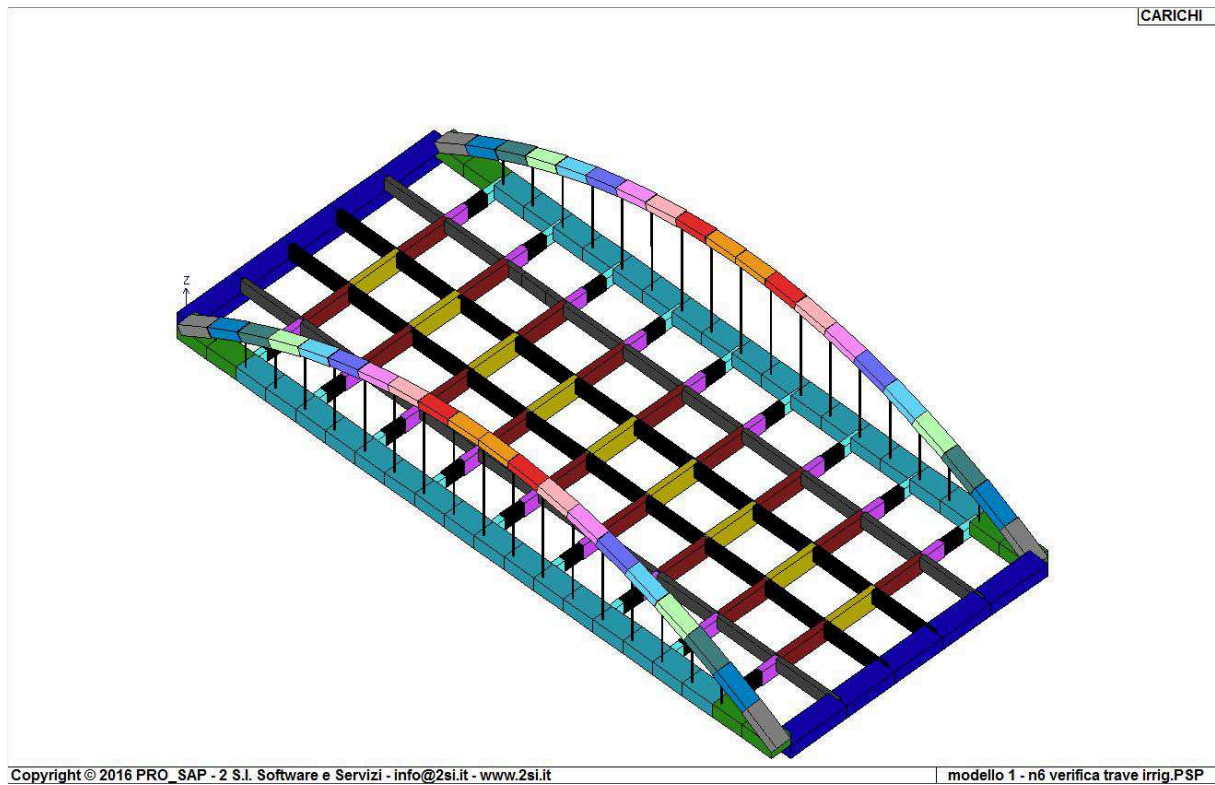 CARICHI
Z
Copyright © 2016 PRO_SAP - 2 S.I. Software e Servizi - info@2si.it - www.2si.it
modello 1 - n6 verifica trave irrig.PSP